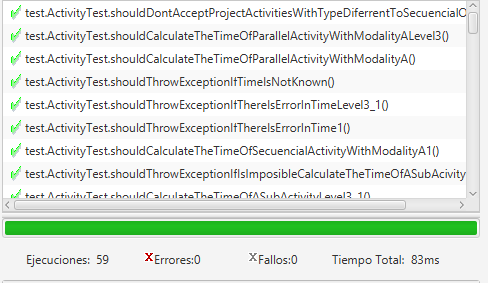 test.ActivityTest.shouldDontAcceptProjectActivitiesWithTypeDiferrentToSecuencialO
test.ActivityTest.shouldCalculateTheTimeOfParallelActivityWithModalityALevel3()
test.ActivityTest.shouldCalculateTheTimeOfParallelActivityWithModalityA()
test.ActivityTest.shouldThrowExceptionIfTimeIsNotKnown()
test.ActivityTest.shouldThrowExceptionIfThereIsErrorInTimeLevel3_1()
test.ActivityTest.shouldThrowExceptionIfThereIsErrorInTime1()
test.ActivityTest.shouldCalculateTheTimeOfSecuencialActivityWithModalityA1()
test.ActivityTest.shouldThrowExceptionIfIsImposibleCalculateTheTimeOfASubAcivity
test.ActivityTest.shouldCalculateTheTimeOfASubActivityLevel3_1()
Ejecuciones: 59 Errores:0 Fallos:0 Tiempo Total: 83ms